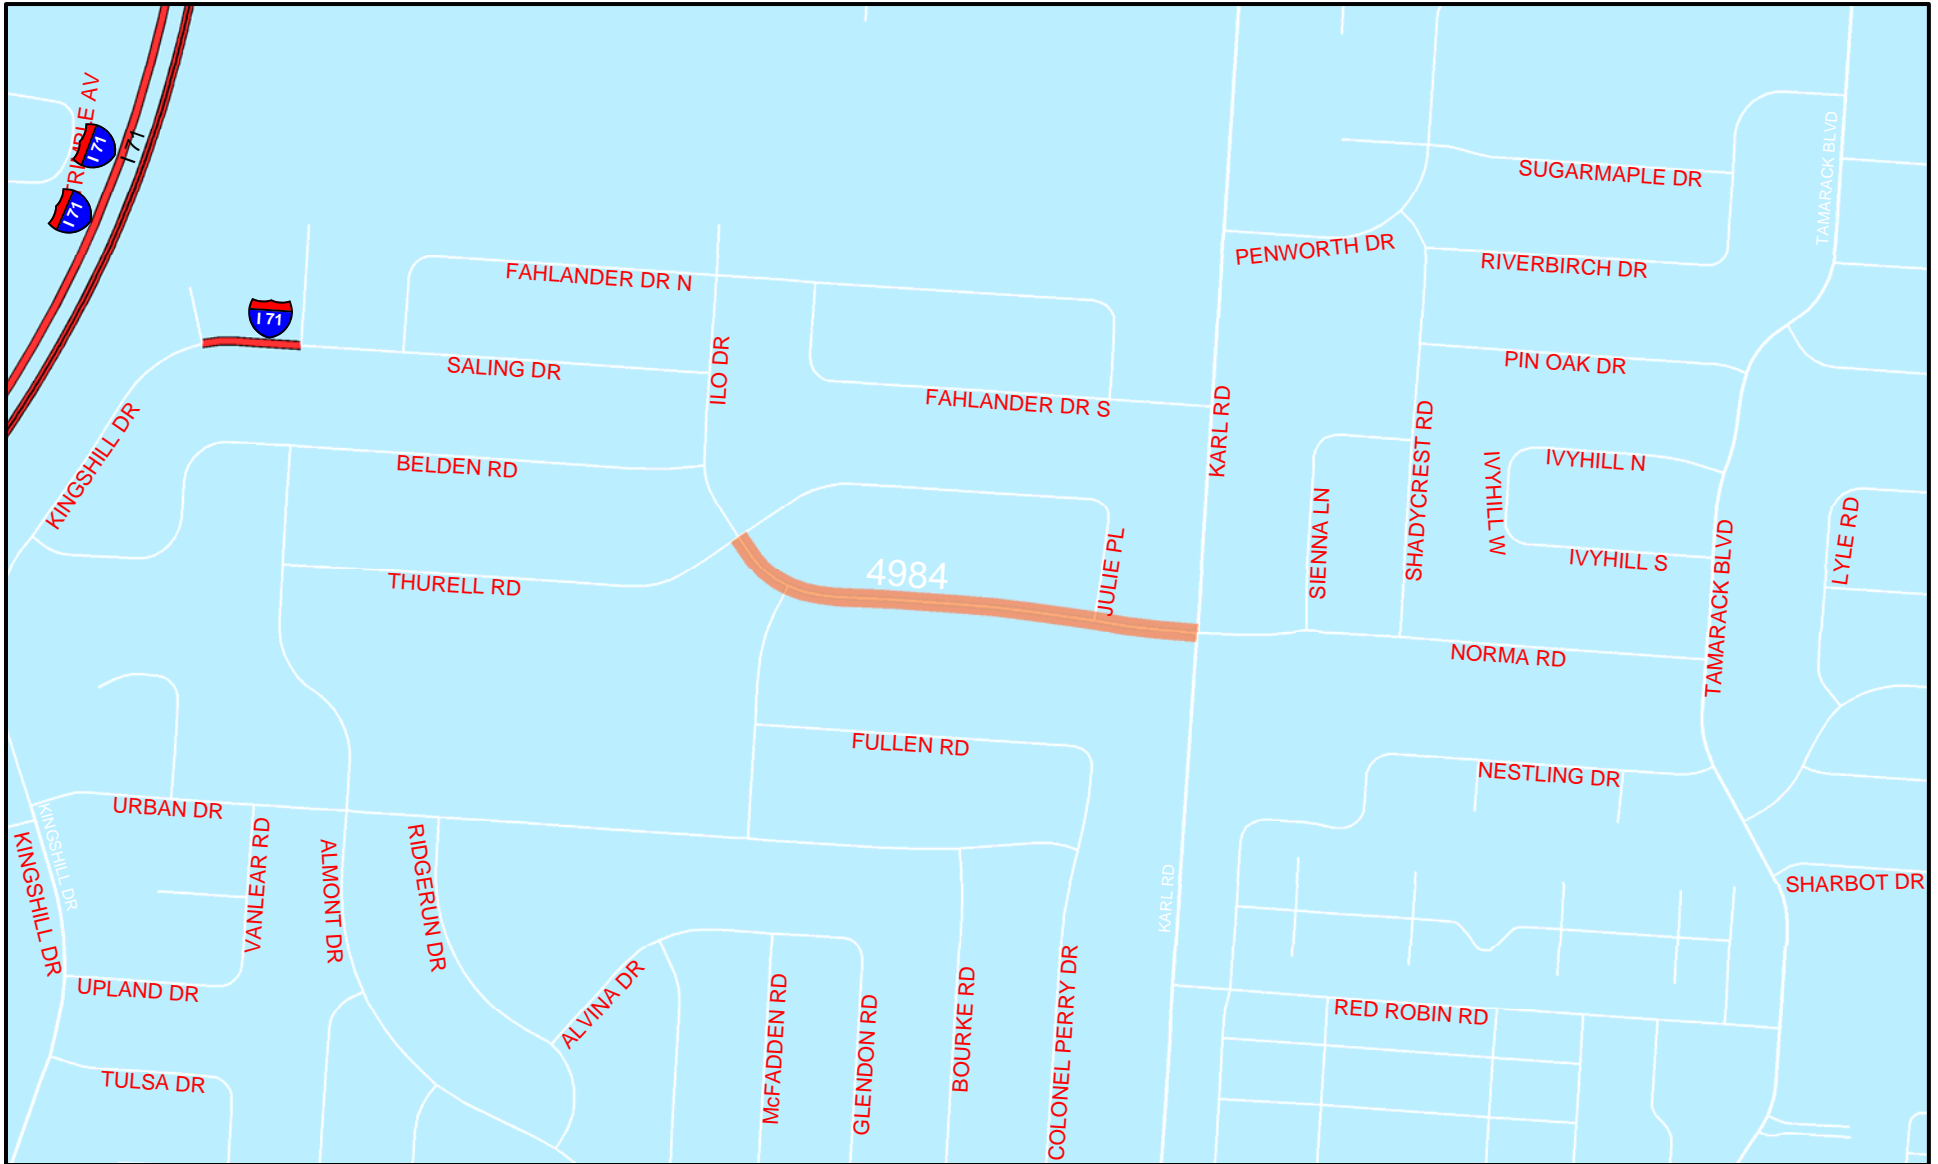 TRIMBLE AV
I 71
I 71
I 71
SUGARMAPLE DR
TAMARACK BLVD
PENWORTH DR
RIVERBIRCH DR
FAHLANDER DR N
I 71
SALING DR
ILO DR
PIN OAK DR
FAHLANDER DR S
KARL RD
KINGSHILL DR
BELDEN RD
SHADYCREST RD
IVYHILL N
IVYHILL W
SIENNA LN
IVYHILL S
LYLE RD
TAMARACK BLVD
JULIE PL
4984
THURELL RD
NORMA RD
FULLEN RD
NESTLING DR
URBAN DR
KINGSHILL DR
KINGSHILL DR
VANLEAR RD
ALMONT DR
RIDGERUN DR
KARL RD
SHARBOT DR
UPLAND DR
ALVINA DR
McFADDEN RD
GLENDON RD
BOURKE RD
COLONEL PERRY DR
RED ROBIN RD
TULSA DR